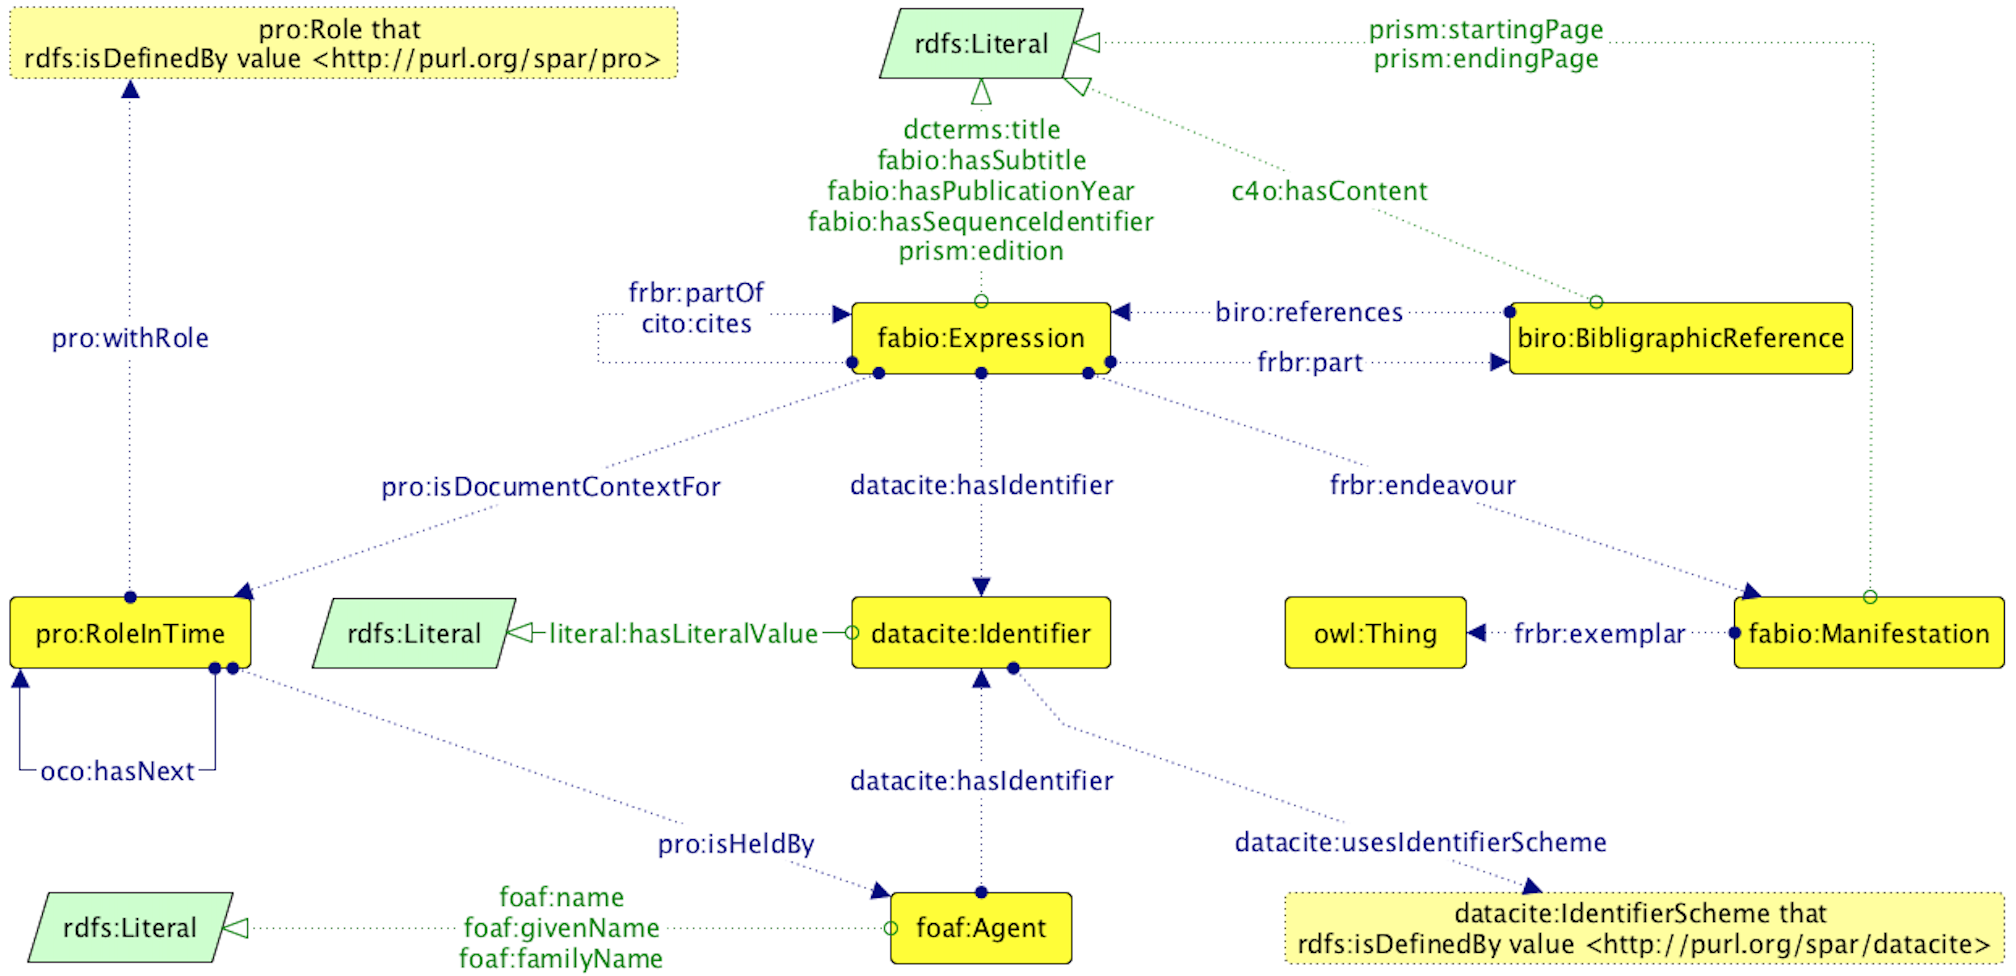 pro:Role that
rdfs:isDefinedBy value <http://purl.org/spar/pro>
rdfs:Literal
prism:startingPage
prism:endingPage
dcterms:title
fabio:hasSubtitle
fabio:hasPublicationYear
fabio:hasSequenceIdentifier
prism:edition
c4o:hasContent
frbr:partOf
cito:cites
fabio:Expression
biro:references
frbr:part
biro:BibligraphicReference
pro:withRole
pro:isDocumentContextFor
datacite:hasIdentifier
frbr:endeavour
pro:RoleInTime
rdfs:Literal
literal:hasLiteralValue
datacite:Identifier
owl:Thing
frbr:exemplar
fabio:Manifestation
oco:hasNext
datacite:hasIdentifier
pro:isHeldBy
datacite:usesIdentifierScheme
rdfs:Literal
foaf:name
foaf:givenName
foaf:familyName
foaf:Agent
datacite:IdentifierScheme that
rdfs:isDefinedBy value <http://purl.org/spar/datacite>